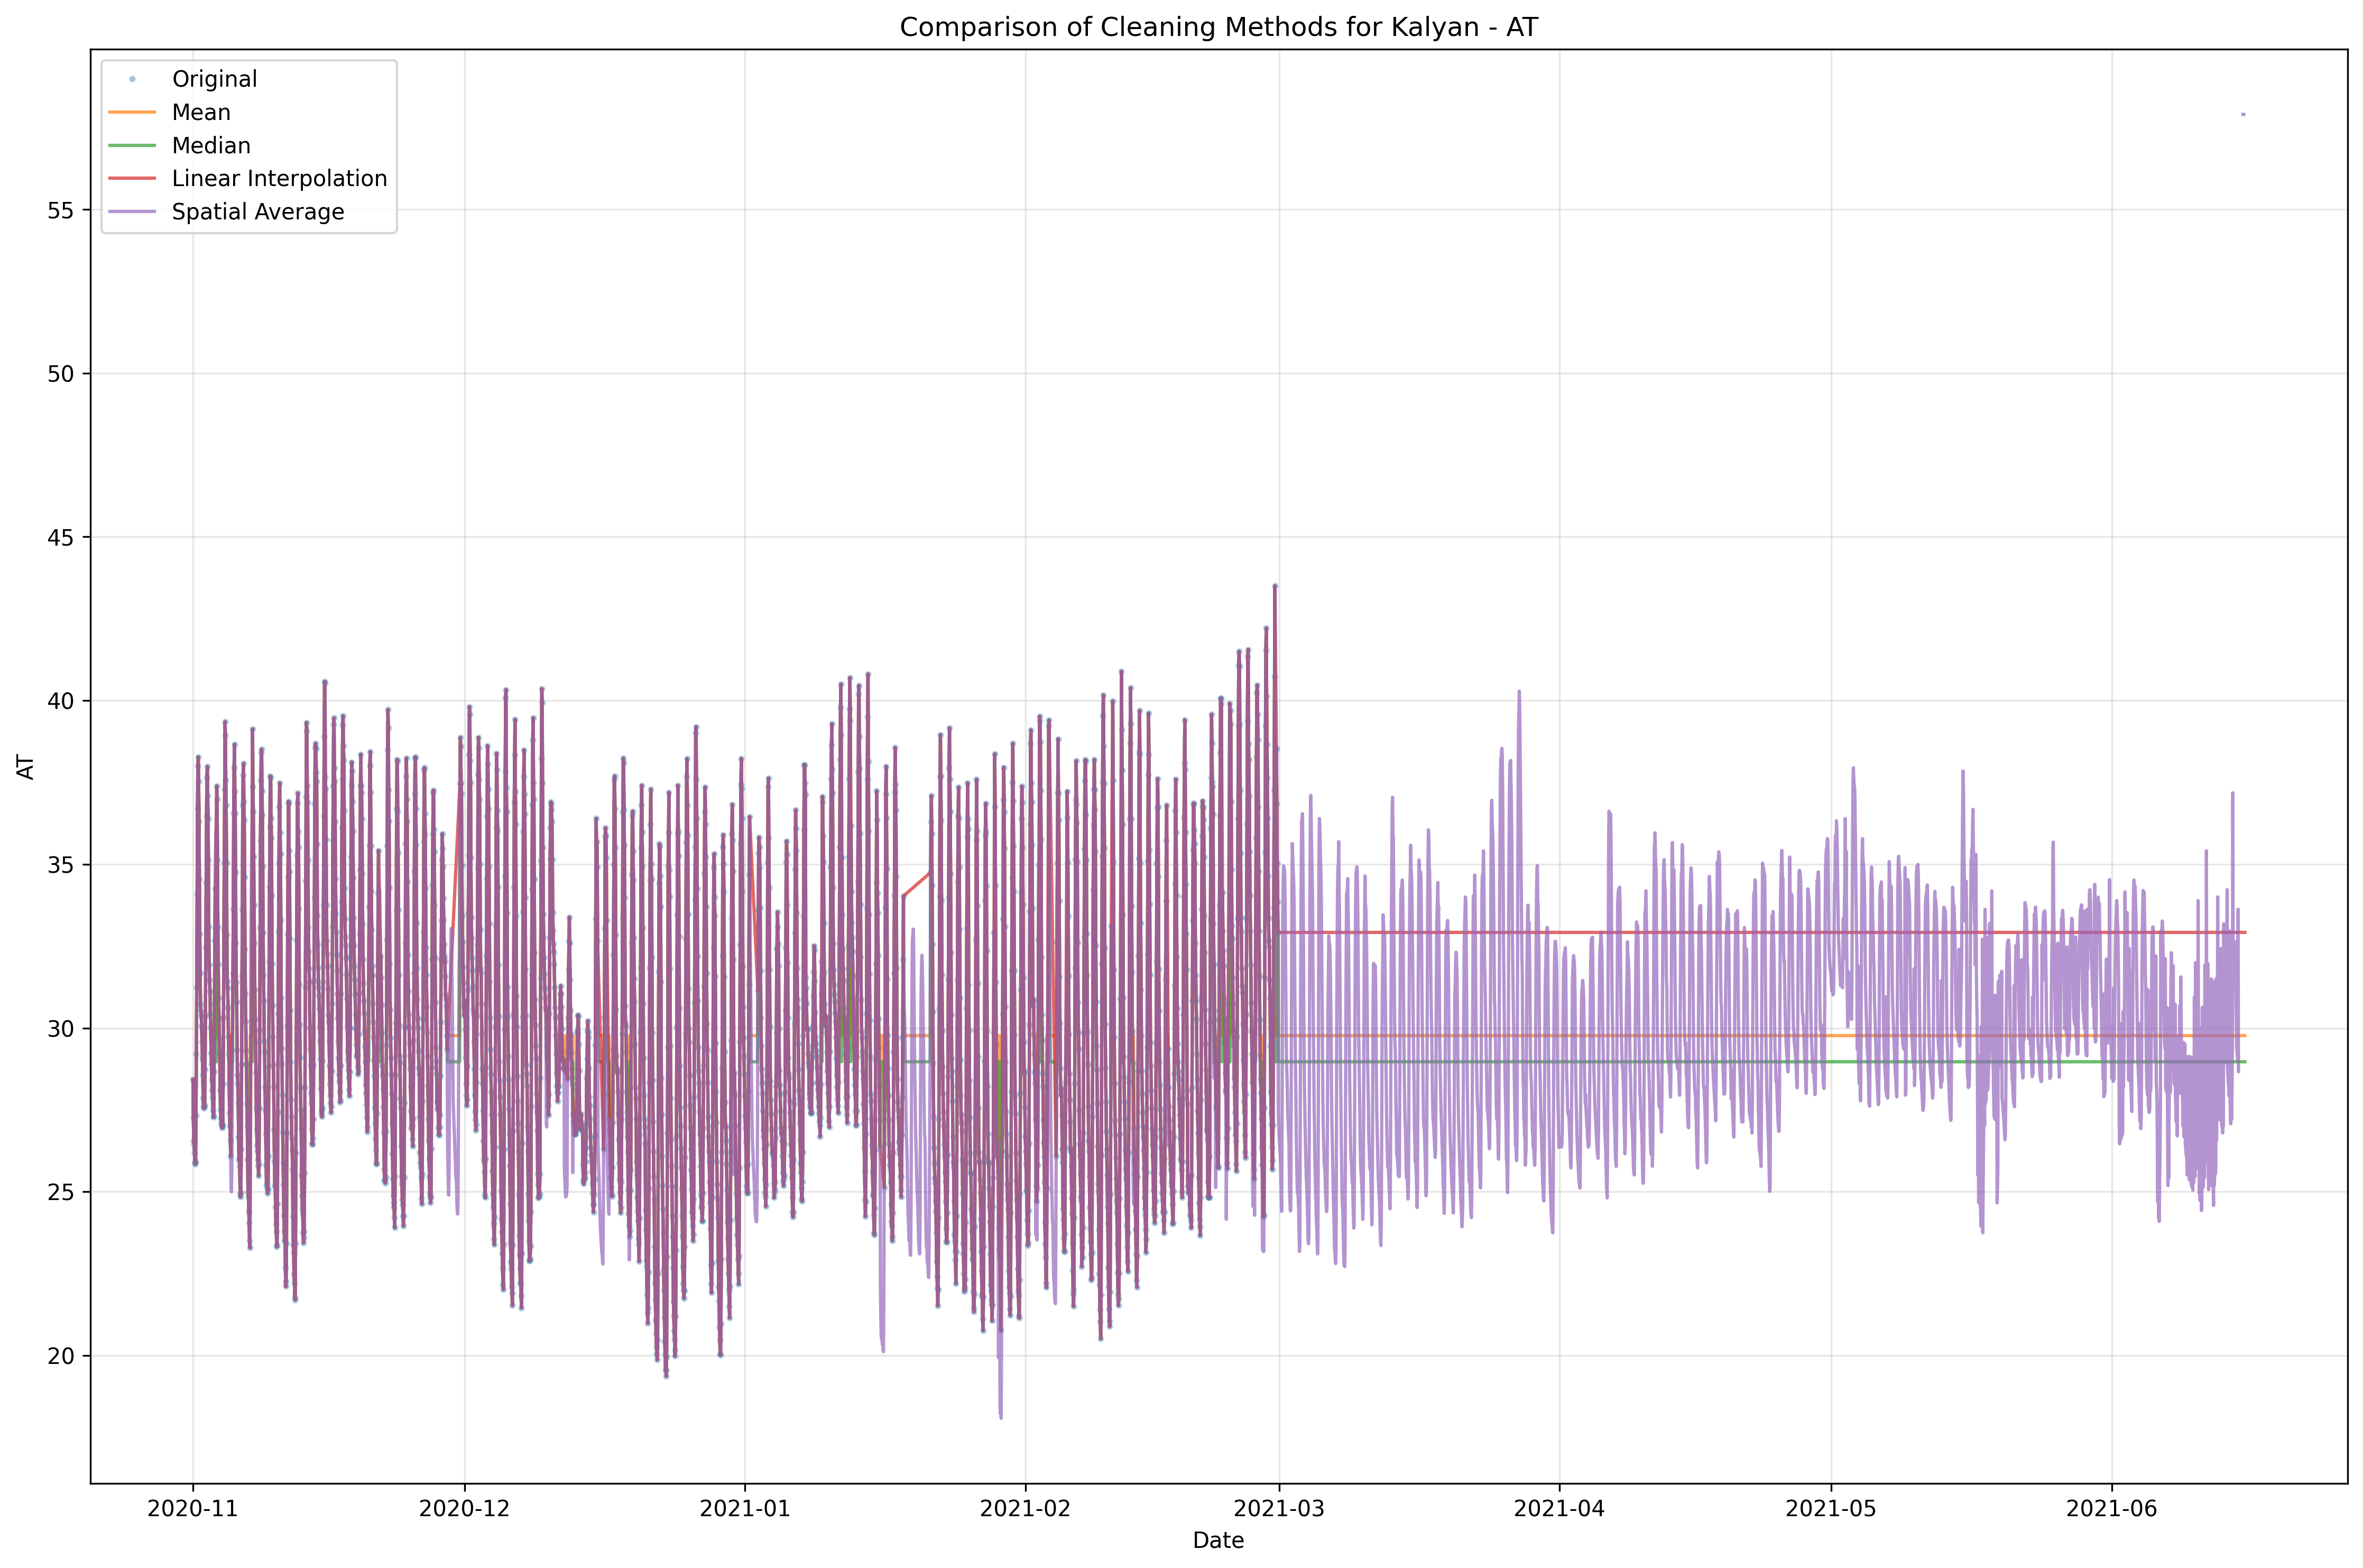 Comparison of Cleaning Methods for Kalyan - AT
Original
Mean
Median
Linear Interpolation
Spatial Average
55
50
45
40
35
30
25
20
AT
2020-11
2020-12
2021-01
2021-02
2021-03
2021-04
2021-05
2021-06
Date